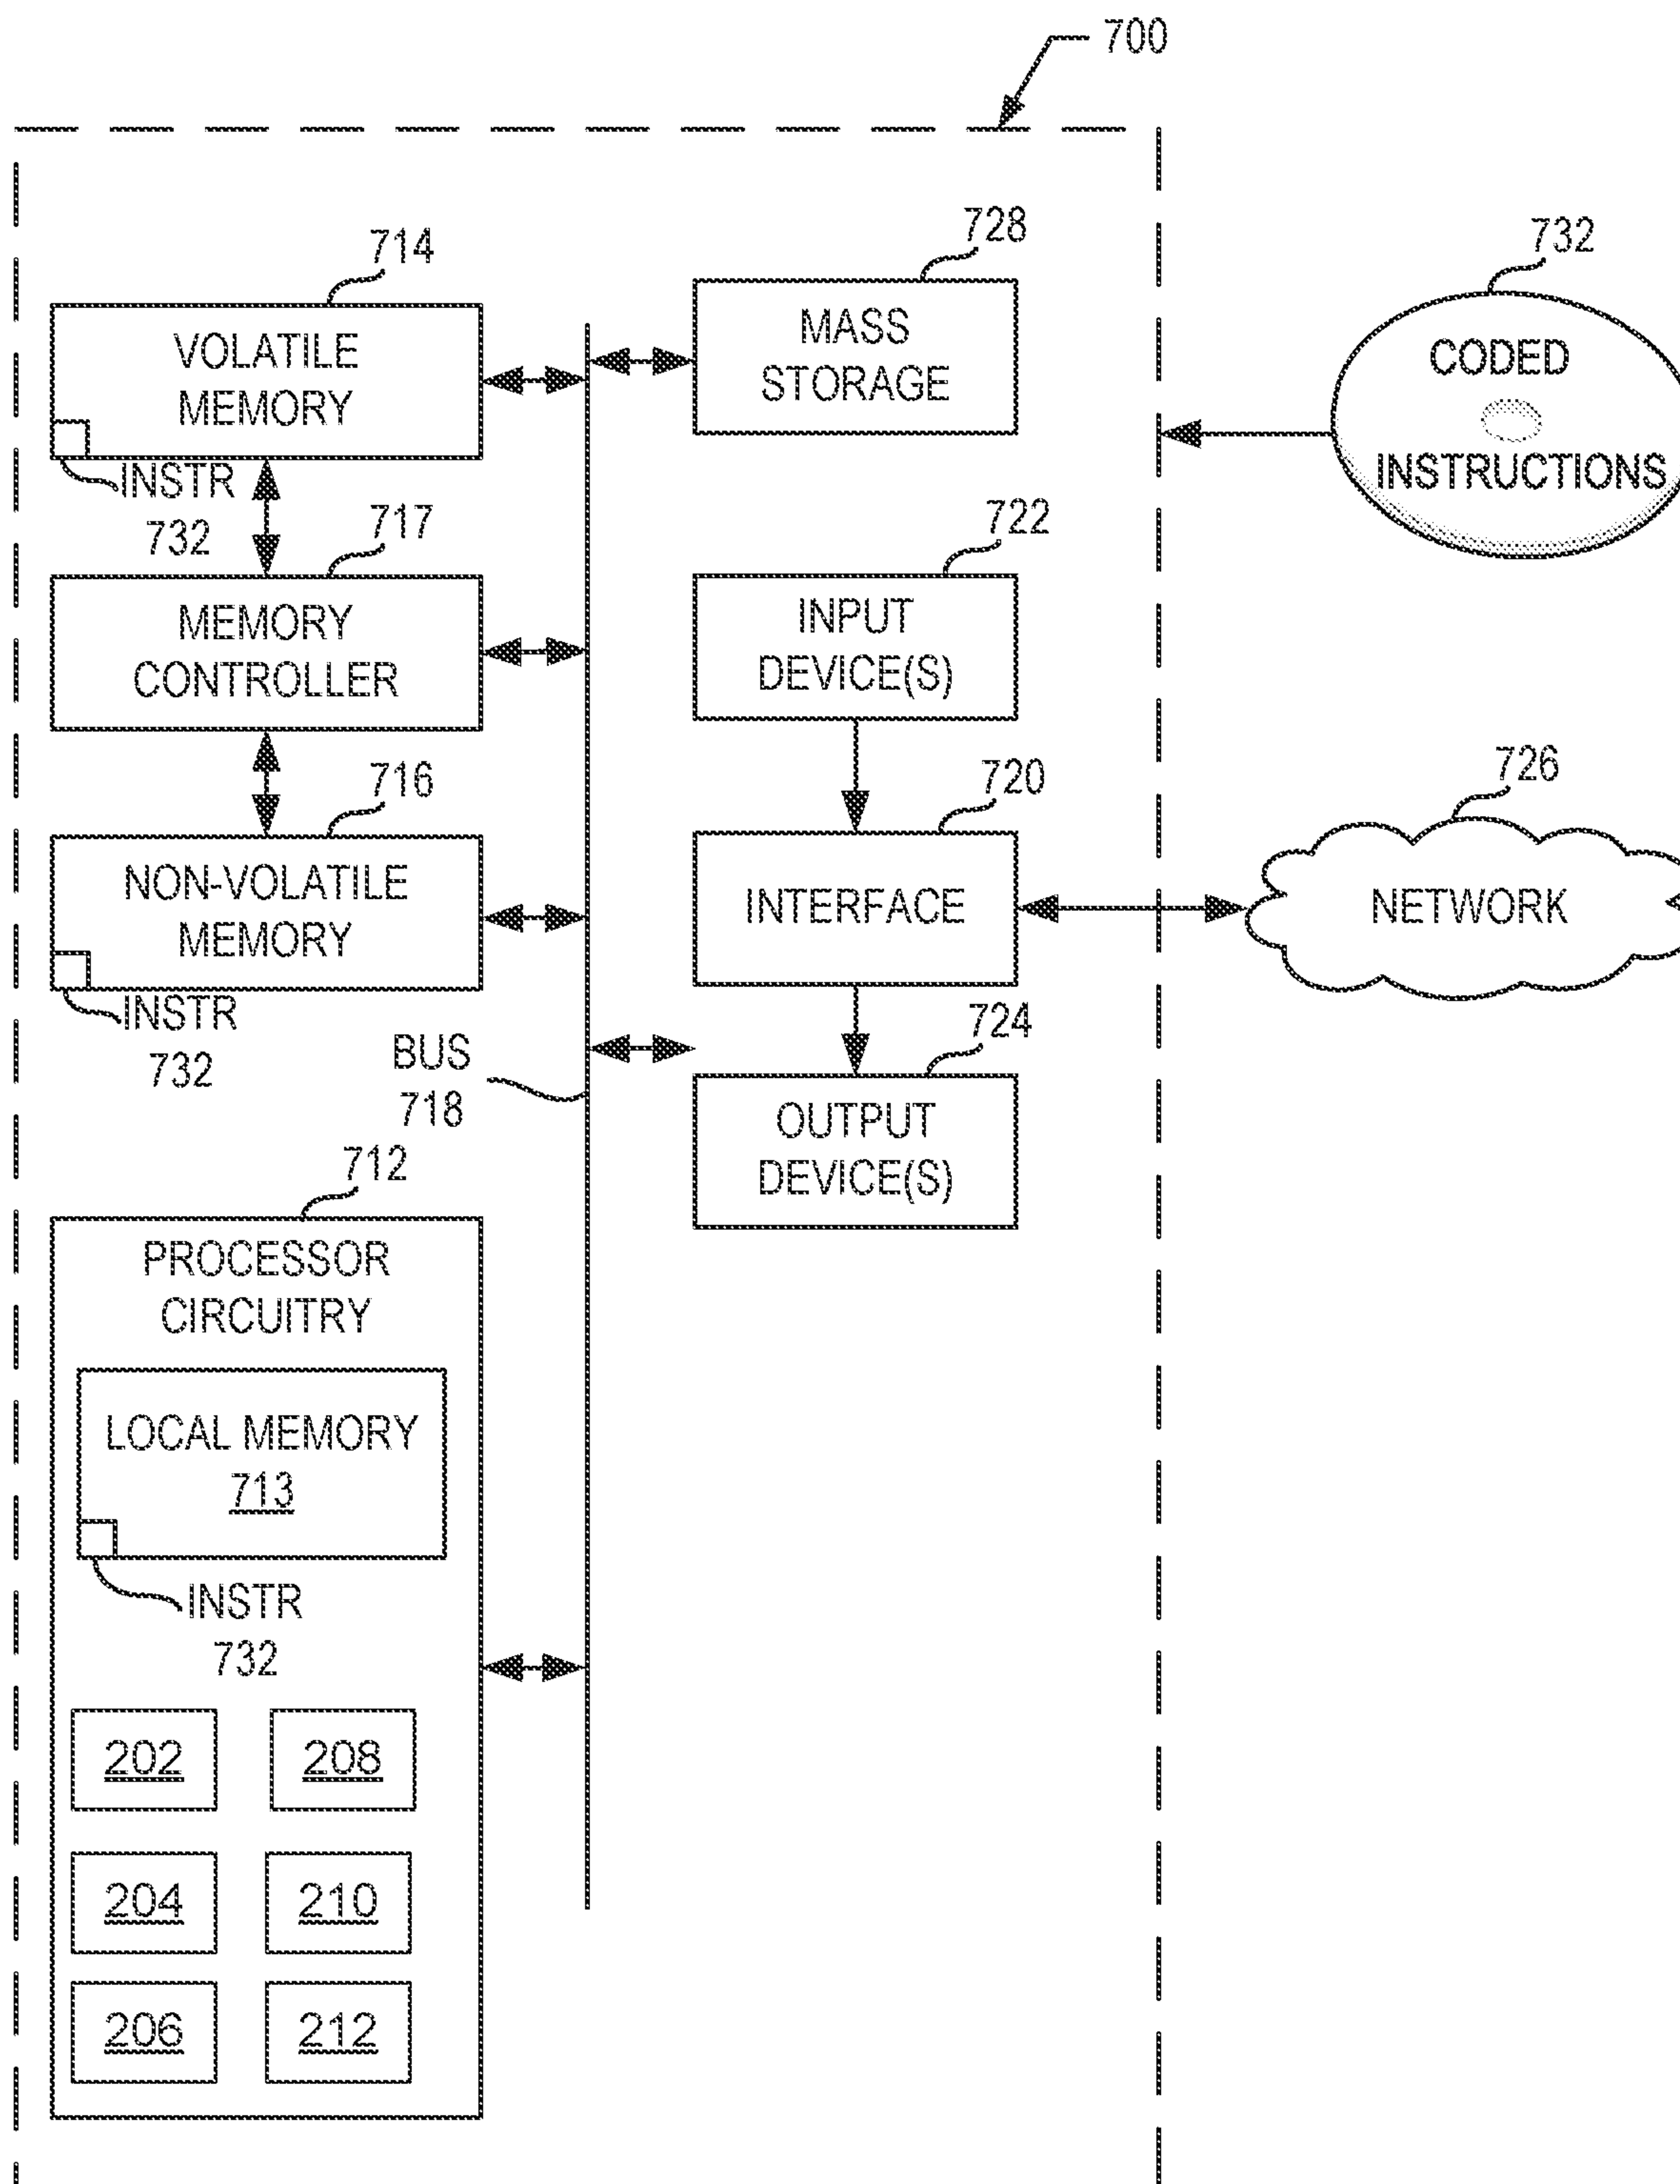 700
714
VOLATILE
MEMORY
INSTR
732
717
MEMORY
CONTROLLER
716
NON-VOLATILE
MEMORY
INSTR
732
BUS
718
712
PROCESSOR
CIRCUITRY
LOCAL MEMORY
713
INSTR
732
202
208
204
210
206
212
728
MASS
STORAGE
722
INPUT
DEVICE(S)
720
INTERFACE
724
OUTPUT
DEVICE(S)
732
CODED
INSTRUCTIONS
726
NETWORK